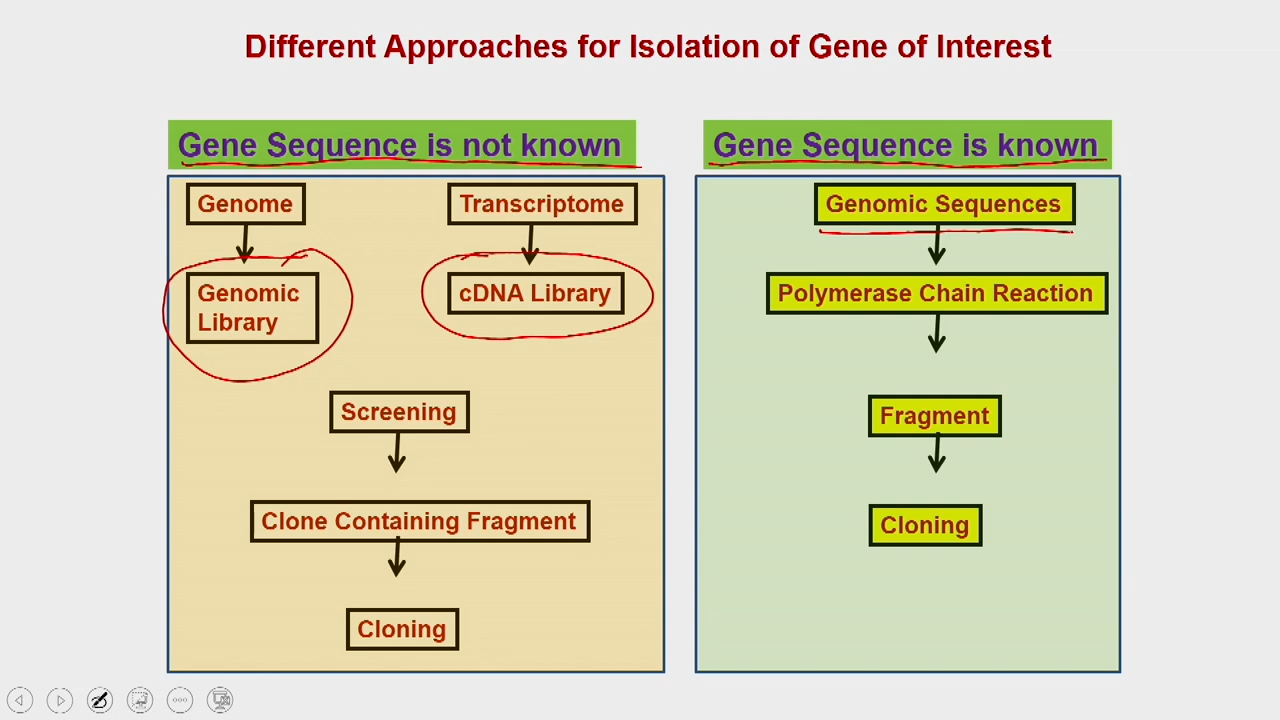 Different Approaches for Isolation of Gene of Interest
Gene Sequence is not known
Genome
Transcriptome
Genomic
Library
cDNA Library
Screening
Clone Containing Fragment
Cloning
Gene Sequence is known
Genomic Sequences
Polymerase Chain Reaction
Fragment
Cloning